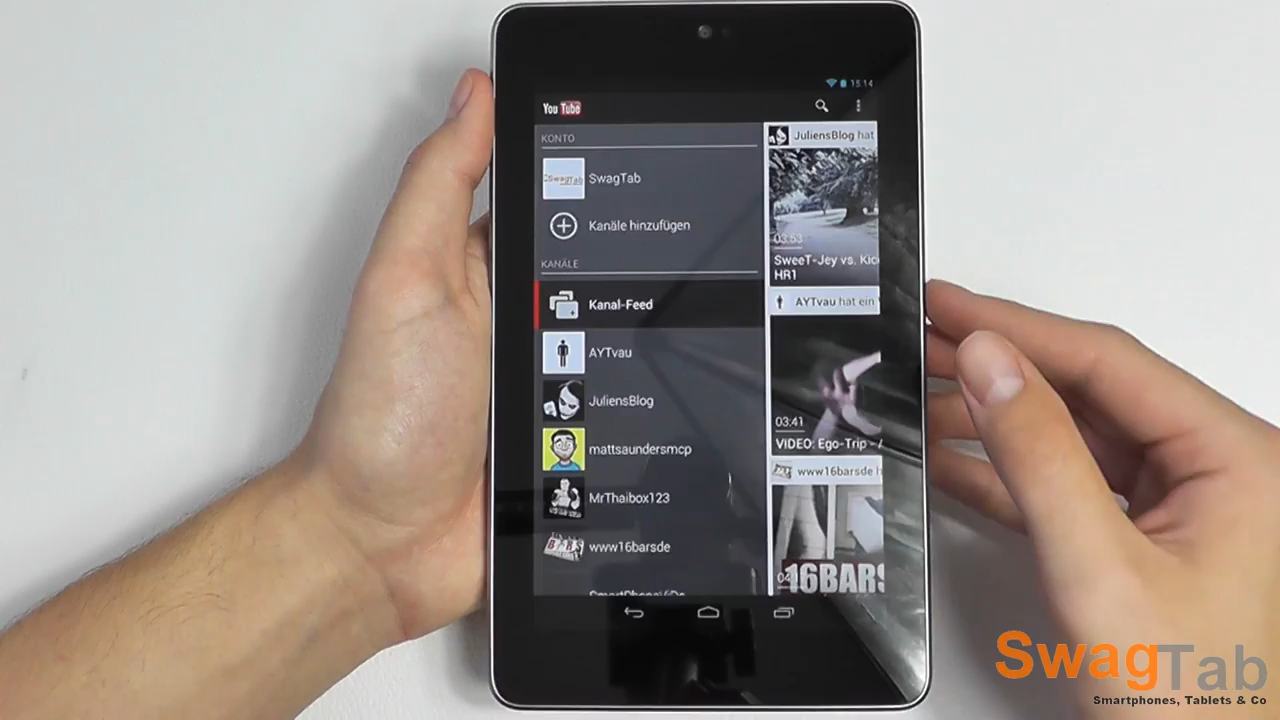 15:14
You Tube
KONTO
SwagTab
SwagTab
Kanäle hinzufügen
KANÄLE
Kanal-Feed
AYTvau
JuliensBlog
mattsaundersmcp
MrThaibox123
www16barsde
JuliensBlog hat
03:53
SweeT-Jey vs. Kic
HR1
AYTvau hat ein
03:41
VIDEO: Ego-Trip -
www16barsde h
16BARS
SwagTab
Smartphones, Tablets & Co